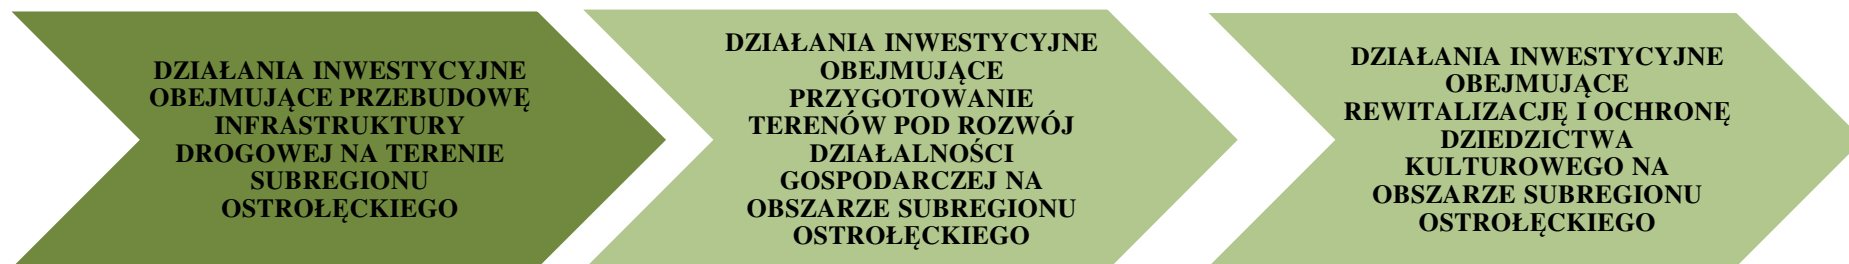 DZIAŁANIA INWESTYCYJNE
OBEJMUJĄCE PRZEBUDOWĘ
INFRASTRUKTURY
DROGOWEJ NA TERENIE
SUBREGIONU
OSTROŁĘCKIEGO
DZIAŁANIA INWESTYCYJNE
OBEJMUJĄCE
PRZYGOTOWANIE
TERENÓW POD ROZWÓJ
DZIAŁALNOŚCI
GOSPODARCZEJ NA
OBSZARZE SUBREGIONU
OSTROŁĘCKIEGO
DZIAŁANIA INWESTYCYJNE
OBEJMUJĄCE
REWITALIZACJĘ I OCHRONĘ
DZIEDZICTWA
KULTUROWEGO NA
OBSZARZE SUBREGIONU
OSTROŁĘCKIEGO